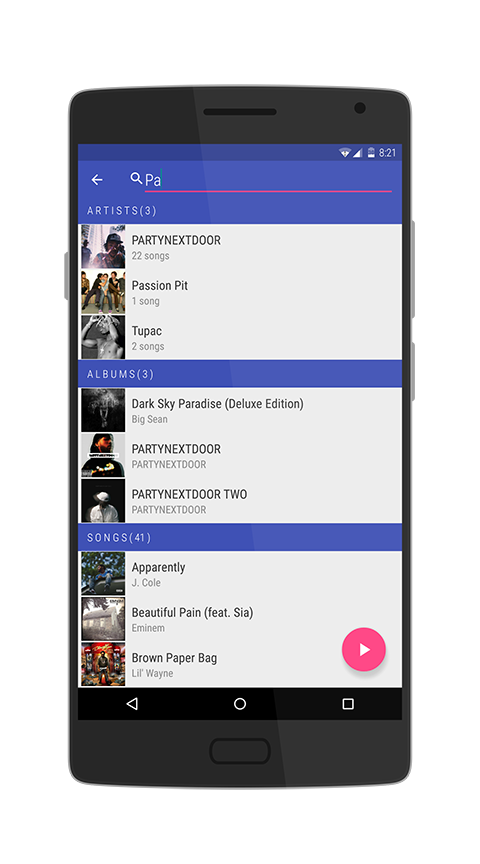 8:21
Pa
ARTISTS(3)
PARTYNEXTDOOR
22 songs
Passion Pit
1 song
Tupac
2 songs
ALBUMS(3)
Dark Sky Paradise (Deluxe Edition)
Big Sean
PARTYNEXTDOOR
PARTYNEXTDOOR
PARTYNEXTDOOR TWO
PARTYNEXTDOOR
SONGS(41)
Apparently
J. Cole
Beautiful Pain (feat. Sia)
Eminem
Brown Paper Bag
Lil' Wayne